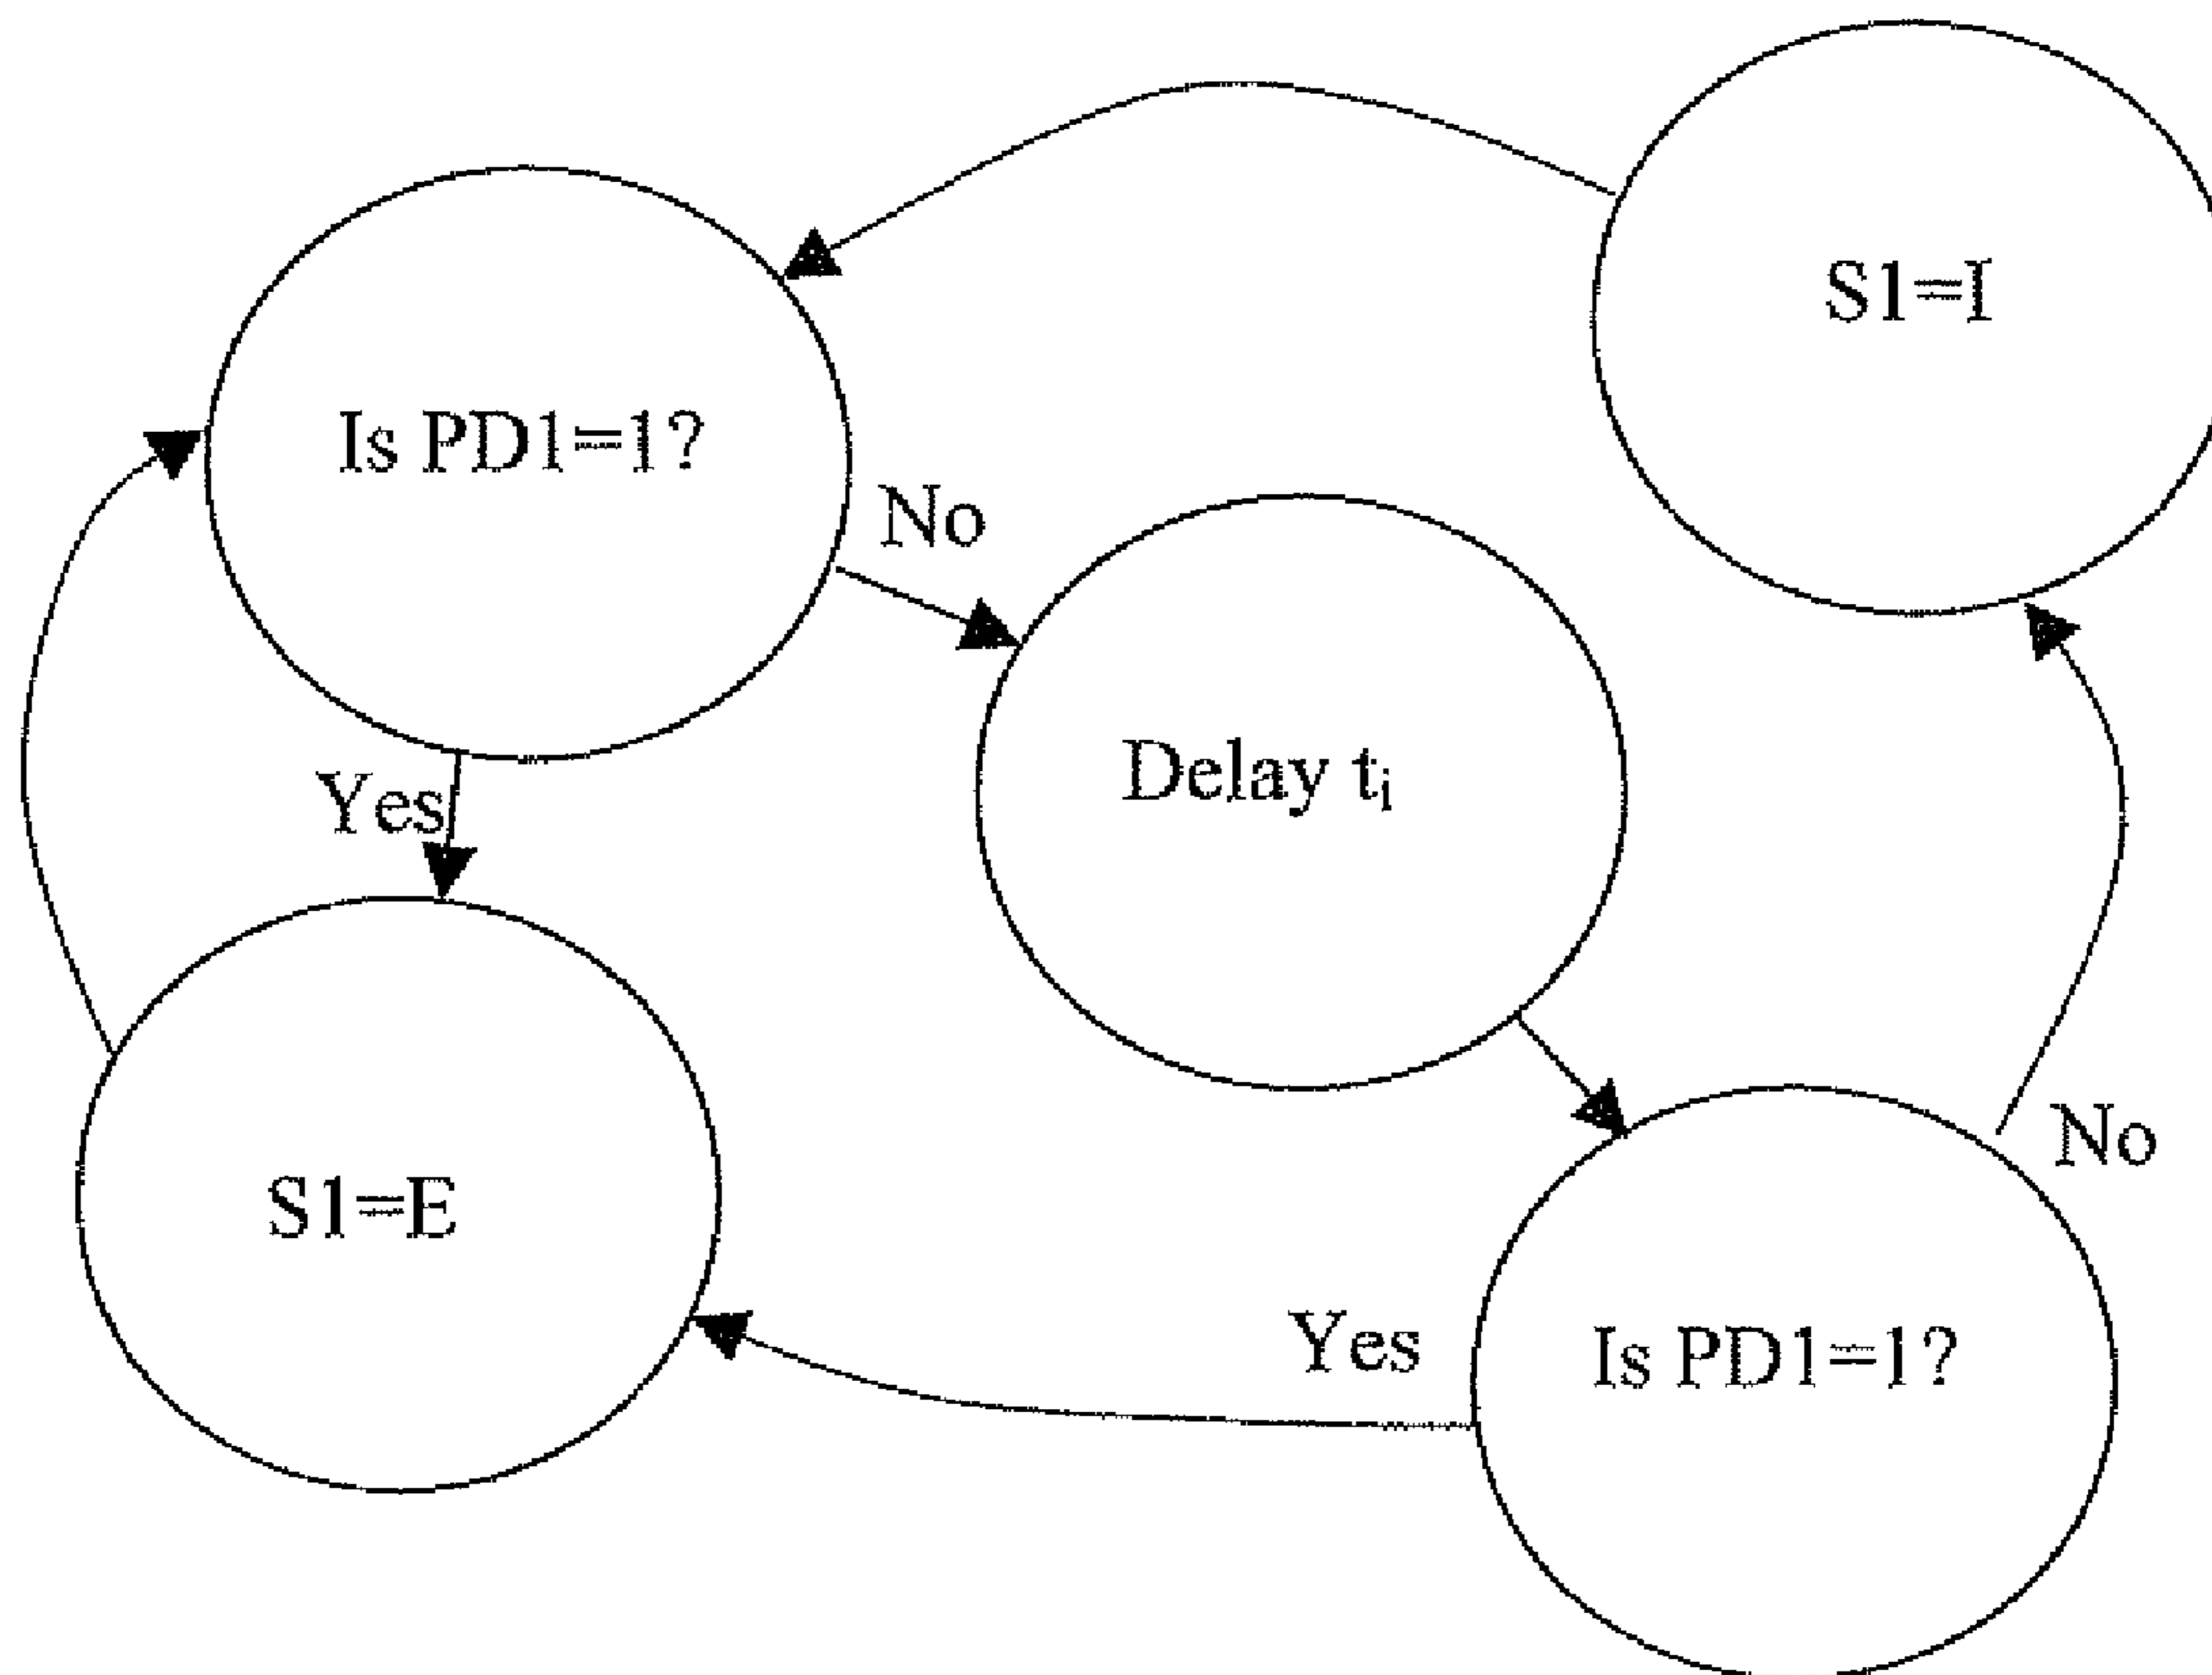 S1=I
Is PD1=1?
No
Delay ti
Yes
No
S1=E
Yes
Is PD1=1?